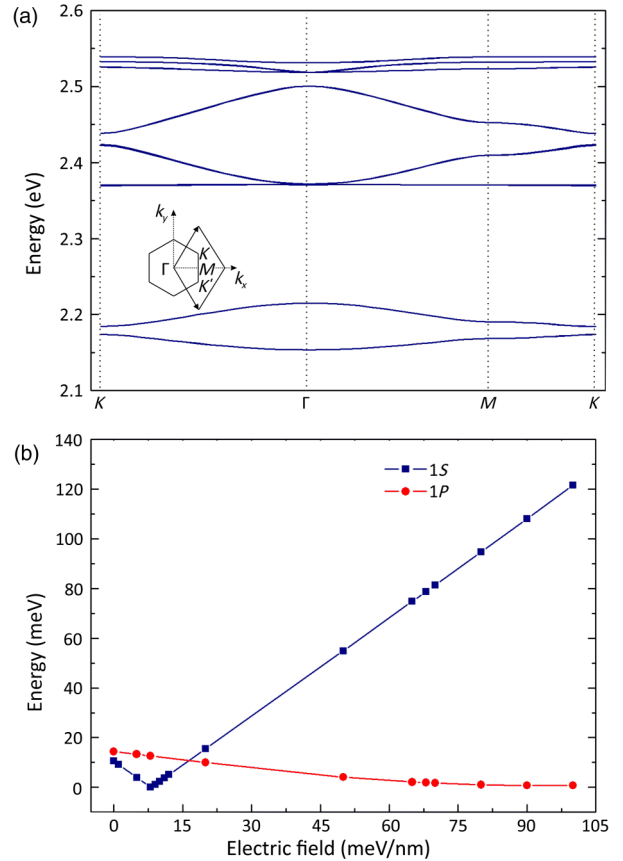 (a)
2.6
2.5
2.4
2.3
2.2
2.1
Energy (eV)
k_y
K
Γ
M
K'
k_x
K
Γ
M
K
(b)
140
120
100
80
60
40
20
0
Energy (meV)
1S
1P
0
15
30
45
60
75
90
105
Electric field (meV/nm)